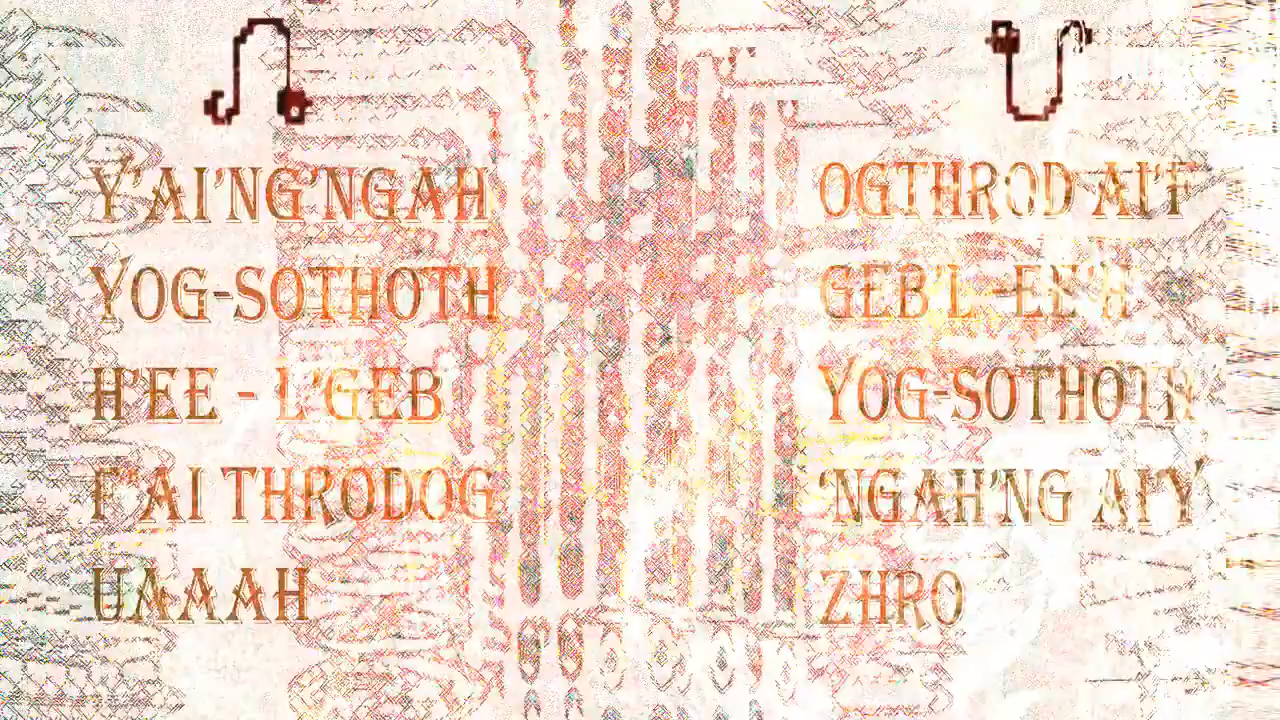 Y'AI'NG'NGAH
YOG-SOTHOTH
H'EE - L'GEB
F'AI THRODOG
UAAAH
OGTHROD AI'F
GEB'L -EE'H
YOG-SOTHOTH
'NGAH'NG AI'Y
ZHRO